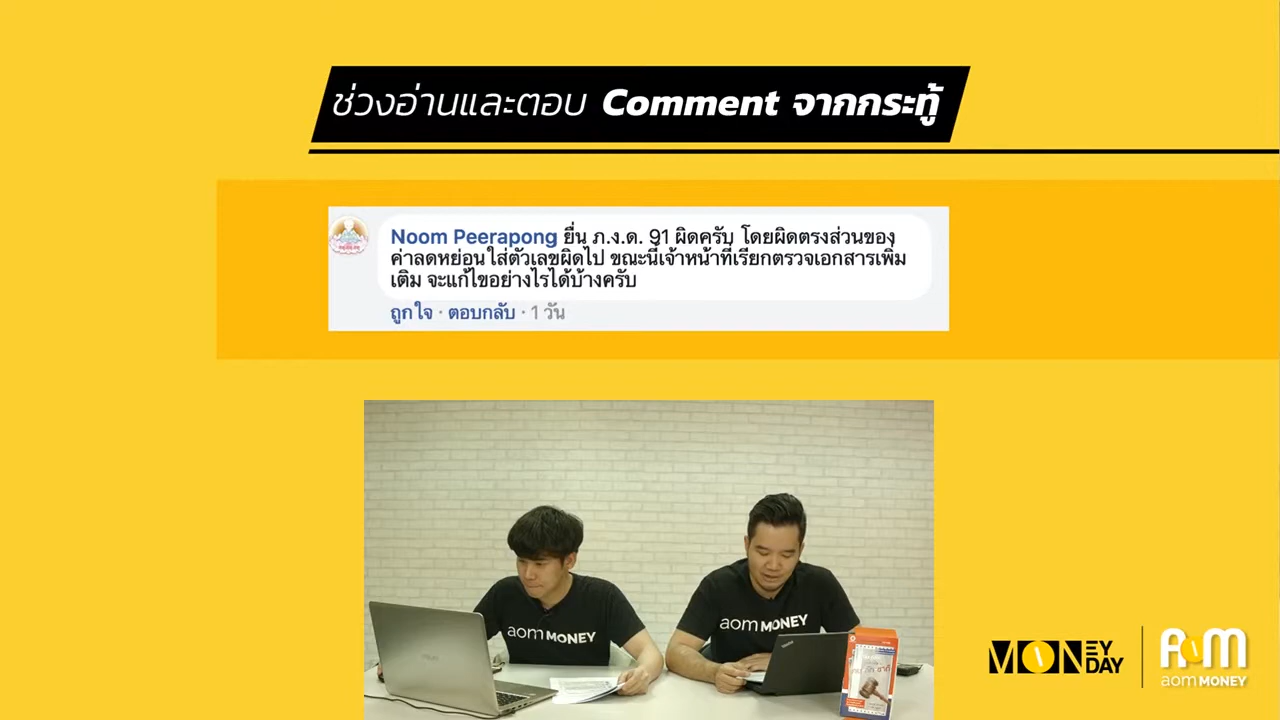 ช่วงอ่านและตอบ Comment จากกระทู้
Noom Peerapong ยื่น ภ.ง.ด. 91 ผิดครับ โดยผิดตรงส่วนของ
ค่าลดหย่อนใส่ตัวเลขผิดไป ขณะนี้เจ้าหน้าที่เรียกตรวจเอกสารเพิ่ม
เติม จะแก้ไขอย่างไรได้บ้างครับ
ถูกใจ · ตอบกลับ · 1 วัน
aom MONEY
aom MONEY
MONEY
DAY
AOM
aom MONEY